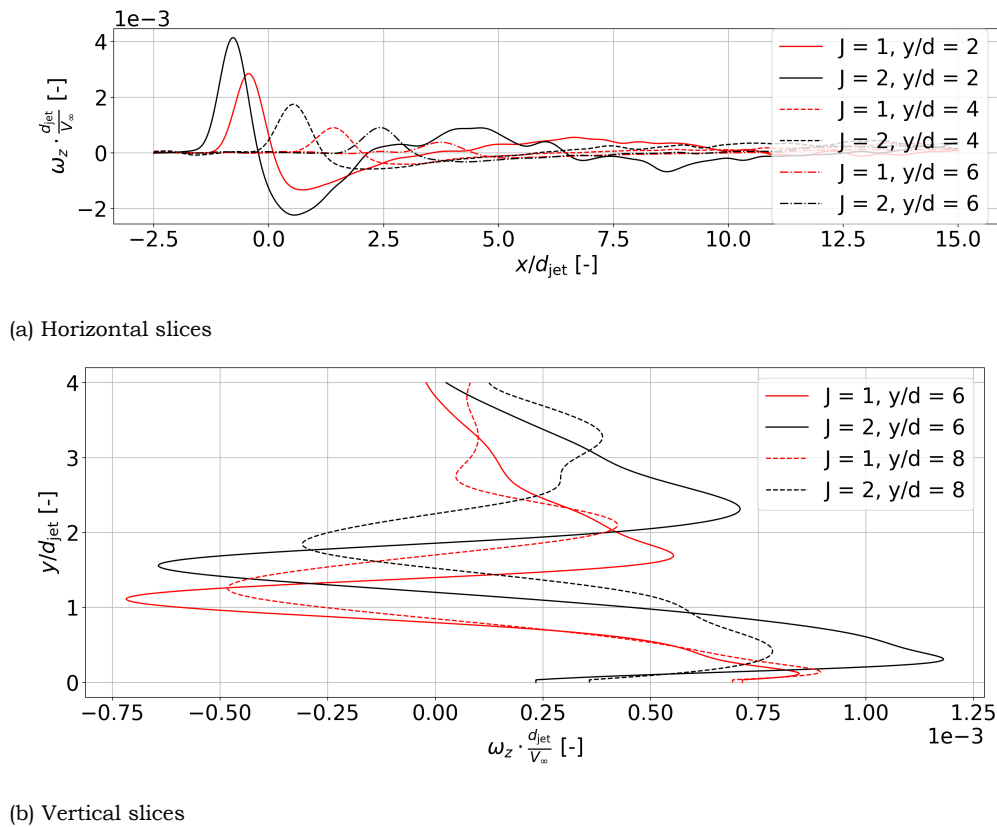 1e−3
4
2
0
−2
ω_z · d_jet/V_∞ [-]
J = 1, y/d = 2
J = 2, y/d = 2
J = 1, y/d = 4
J = 2, y/d = 4
J = 1, y/d = 6
J = 2, y/d = 6
−2.5 0.0 2.5 5.0 7.5 10.0 12.5 15.0
x/d_jet [-]
(a) Horizontal slices
4
3
2
1
0
y/d_jet [-]
J = 1, y/d = 6
J = 2, y/d = 6
J = 1, y/d = 8
J = 2, y/d = 8
−0.75 −0.50 −0.25 0.00 0.25 0.50 0.75 1.00 1.25
1e−3
ω_z · d_jet/V_∞ [-]
(b) Vertical slices